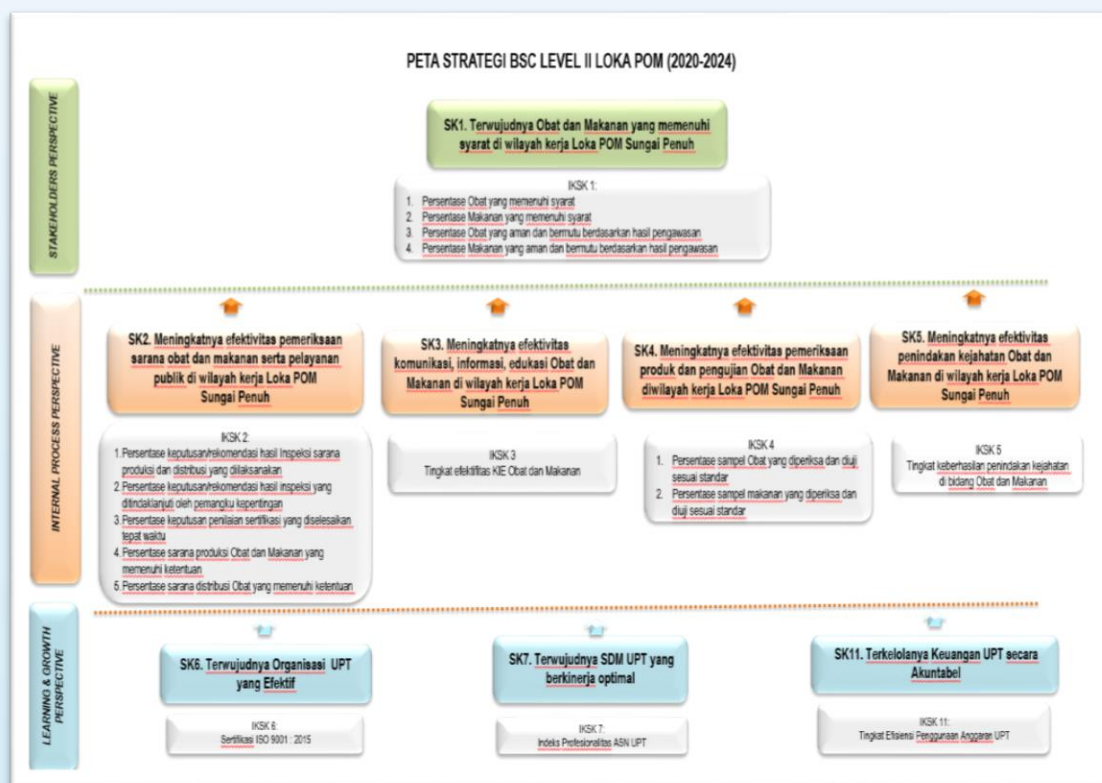 PETA STRATEGI BSC LEVEL II LOKA POM (2020-2024)
STAKEHOLDERS PERSPECTIVE
SK1. Terwujudnya Obat dan Makanan yang memenuhi
syarat di wilayah kerja Loka POM Sungai Penuh
IKSK 1:
1. Persentase Obat yang memenuhi syarat
2. Persentase Makanan yang memenuhi syarat
3. Persentase Obat yang aman dan bermutu berdasarkan hasil pengawasan
4. Persentase Makanan yang aman dan bermutu berdasarkan hasil pengawasan
INTERNAL PROCESS PERSPECTIVE
SK2. Meningkatnya efektivitas pemeriksaan
sarana obat dan makanan serta pelayanan
publik di wilayah kerja Loka POM
Sungai Penuh
IKSK 2:
1. Persentase keputusan/rekomendasi hasil Inspeksi sarana
produksi dan distribusi yang dilaksanakan
2. Persentase keputusan/rekomendasi hasil inspeksi yang
ditindaklanjuti oleh pemangku kepentingan
3. Persentase keputusan penilaian sertifikasi yang diselesaikan
tepat waktu
4. Persentase sarana produksi Obat dan Makanan yang
memenuhi ketentuan
5. Persentase sarana distribusi Obat yang memenuhi ketentuan
SK3. Meningkatnya efektivitas
komunikasi, informasi, edukasi Obat dan
Makanan di wilayah kerja Loka POM
Sungai Penuh
IKSK 3
Tingkat efektifitas KIE Obat dan Makanan
SK4. Meningkatnya efektivitas pemeriksaan
produk dan pengujian Obat dan Makanan
diwilayah kerja Loka POM Sungai Penuh
IKSK 4
1. Persentase sampel Obat yang diperiksa dan diuji
sesuai standar
2. Persentase sampel makanan yang diperiksa dan
diuji sesuai standar
SK5. Meningkatnya efektivitas
penindakan kejahatan Obat dan
Makanan di wilayah kerja Loka POM
Sungai Penuh
IKSK 5
Tingkat keberhasilan penindakan kejahatan
di bidang Obat dan Makanan
LEARNING & GROWTH
PERSPECTIVE
SK6. Terwujudnya Organisasi UPT
yang Efektif
IKSK 6:
Sertifikasi ISO 9001 : 2015
SK7. Terwujudnya SDM UPT yang
berkinerja optimal
IKSK 7:
Indeks Profesionalitas ASN UPT
SK11. Terkelolanya Keuangan UPT secara
Akuntabel
IKSK 11:
Tingkat Efisiensi Penggunaan Anggaran UPT